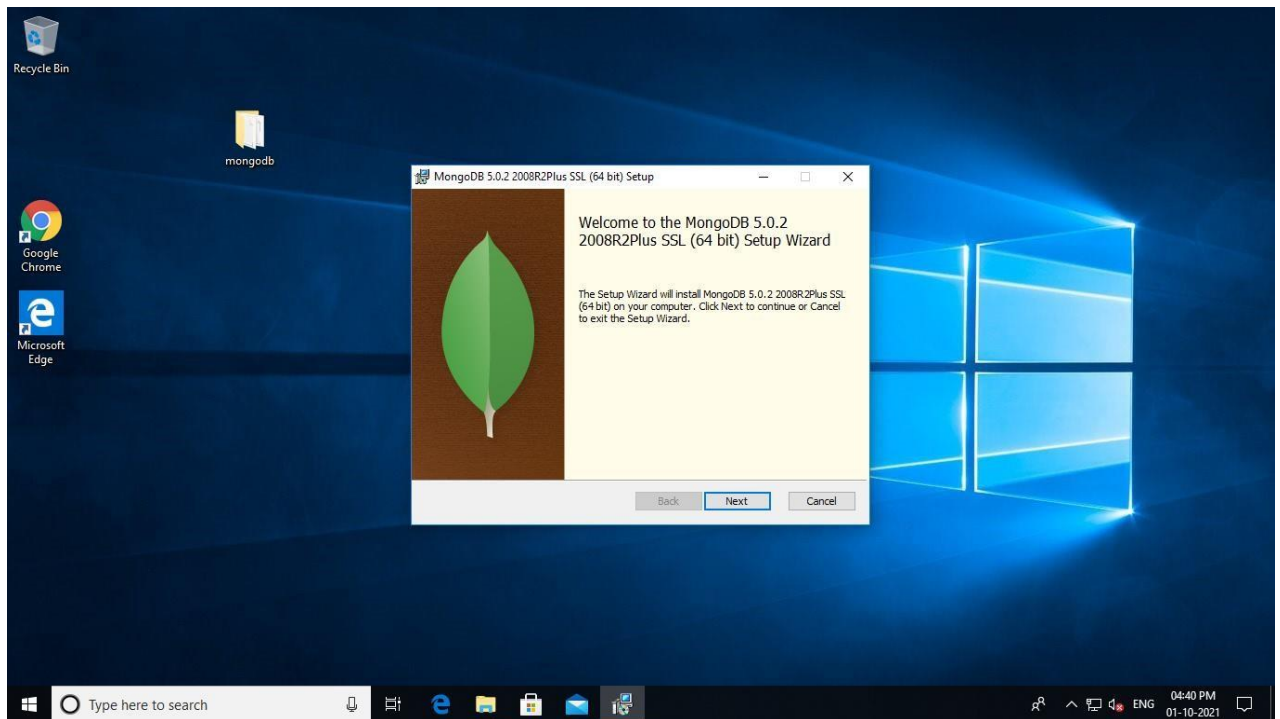 Recycle Bin
mongodb
Google
Chrome
Microsoft
Edge
MongoDB 5.0.2 2008R2Plus SSL (64 bit) Setup
Welcome to the MongoDB 5.0.2
2008R2Plus SSL (64 bit) Setup Wizard
The Setup Wizard will install MongoDB 5.0.2 2008R2Plus SSL
(64 bit) on your computer. Click Next to continue or Cancel
to exit the Setup Wizard.
Back
Next
Cancel
Type here to search
ENG
04:40 PM
01-10-2021